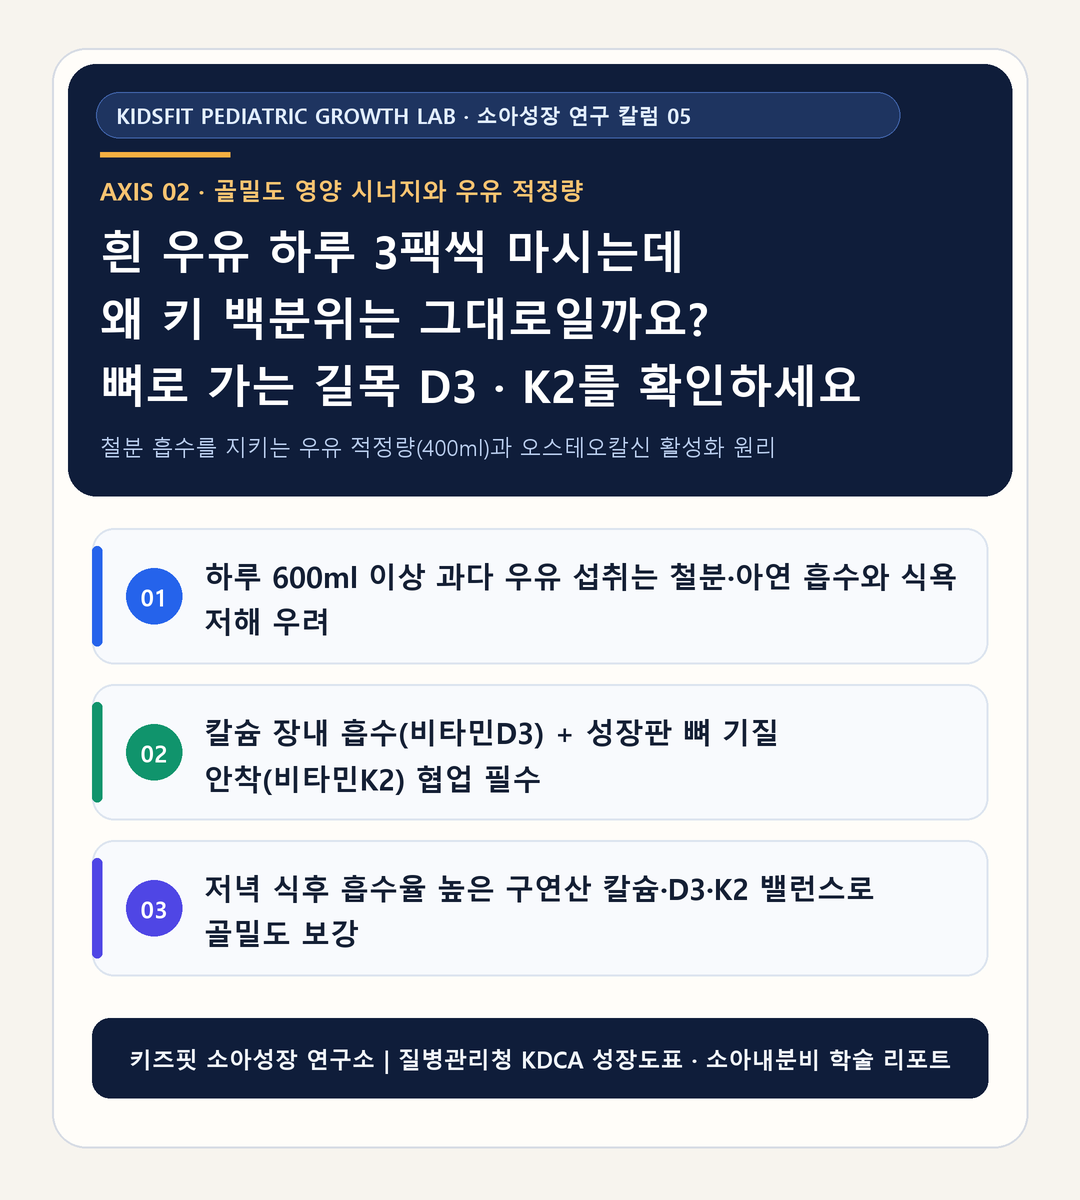 KIDSFIT PEDIATRIC GROWTH LAB · 소아성장 연구 칼럼 05
AXIS 02 · 골밀도 영양 시너지와 우유 적정량
흰 우유 하루 3팩씩 마시는데
왜 키 백분위는 그대로일까요?
뼈로 가는 길목 D3 · K2를 확인하세요
철분 흡수를 지키는 우유 적정량(400ml)과 오스테오칼신 활성화 원리
01
하루 600ml 이상 과다 우유 섭취는 철분·아연 흡수와 식욕
저해 우려
02
칼슘 장내 흡수(비타민D3) + 성장판 뼈 기질
안착(비타민K2) 협업 필수
03
저녁 식후 흡수율 높은 구연산 칼슘·D3·K2 밸런스로
골밀도 보강
키즈핏 소아성장 연구소 | 질병관리청 KDCA 성장도표 · 소아내분비 학술 리포트